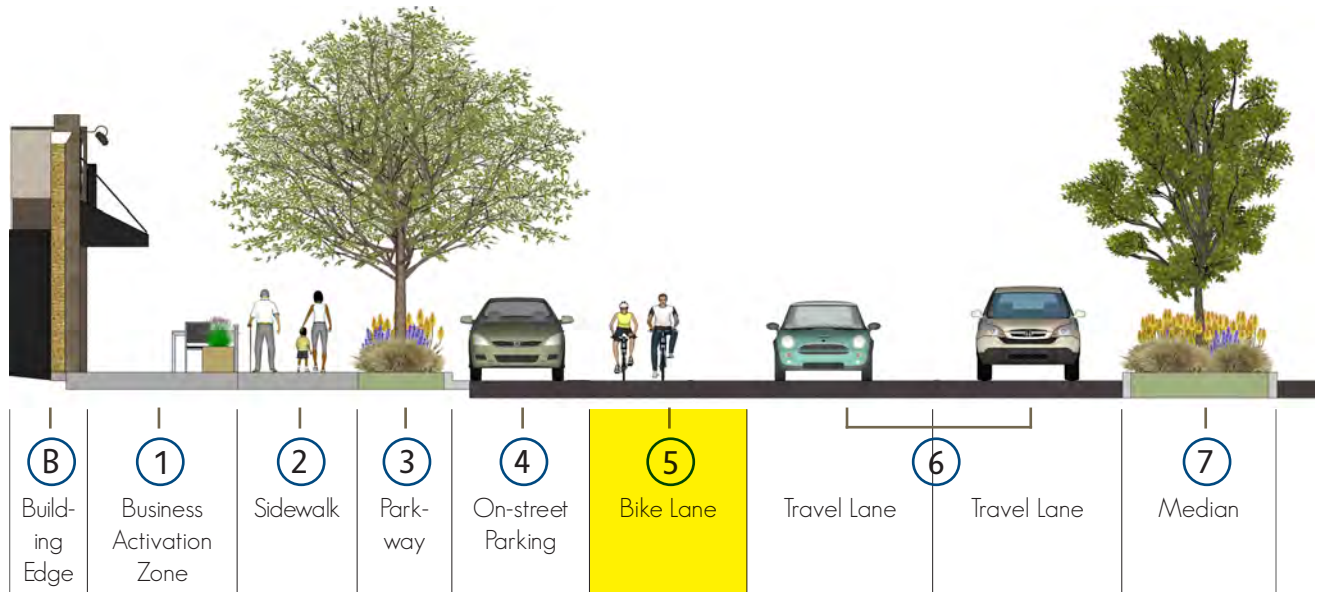 B
Build-
ing
Edge
1
Business
Activation
Zone
2
Sidewalk
3
Park-
way
4
On-street
Parking
5
Bike Lane
6
Travel Lane
Travel Lane
7
Median